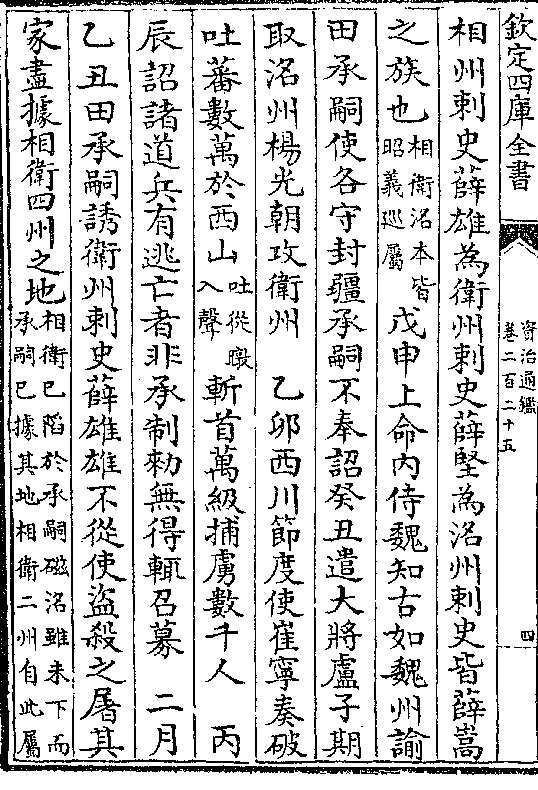 欽定四庫全書
資治通鑑
卷二百二十五
四
相州刺史薛雄為衛州刺史薛堅為洺州刺史皆薛嵩
之族也相衛洺本皆昭義巡屬戊申上命內侍魏知古如魏州諭
田承嗣使各守封疆承嗣不奉詔癸丑遣大將盧子期
取洺州楊光朝攻衛州　乙卯西川節度使崔寧奏破
吐蕃數萬於西山吐從暾入聲斬首萬級捕虜數千人　丙
辰詔諸道兵有逃亡者非承制勑無得輒召募　二月
乙丑田承嗣誘衛州刺史薛雄雄不從使盜殺之屠其
家盡據相衛四州之地相衛已陷於承嗣磁洺雖未下而承嗣已據其地相衛二州自此屬